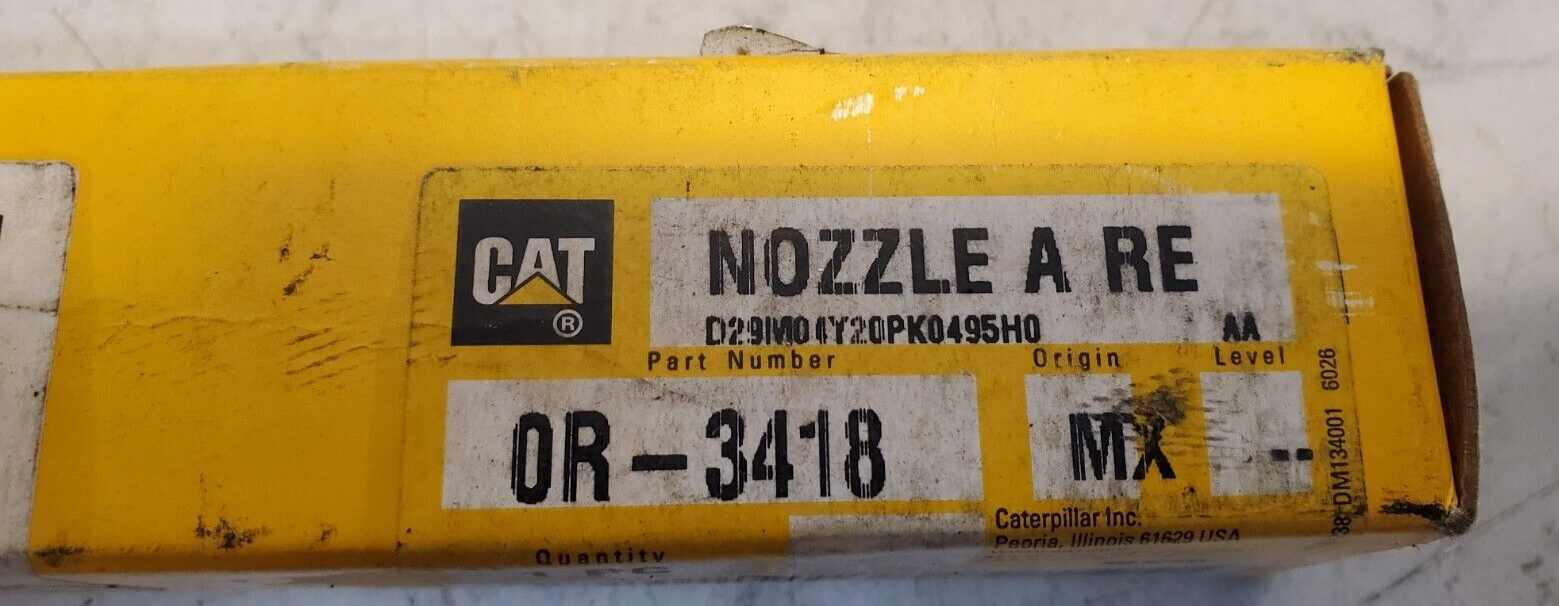 CAT
®
NOZZLE A RE
D29M04Y20PK0495H0 AA
Part Number Origin Level
0R-3418 MX --
Caterpillar Inc.
Peoria, Illinois 61629 USA
Quantity
DM134001 6026